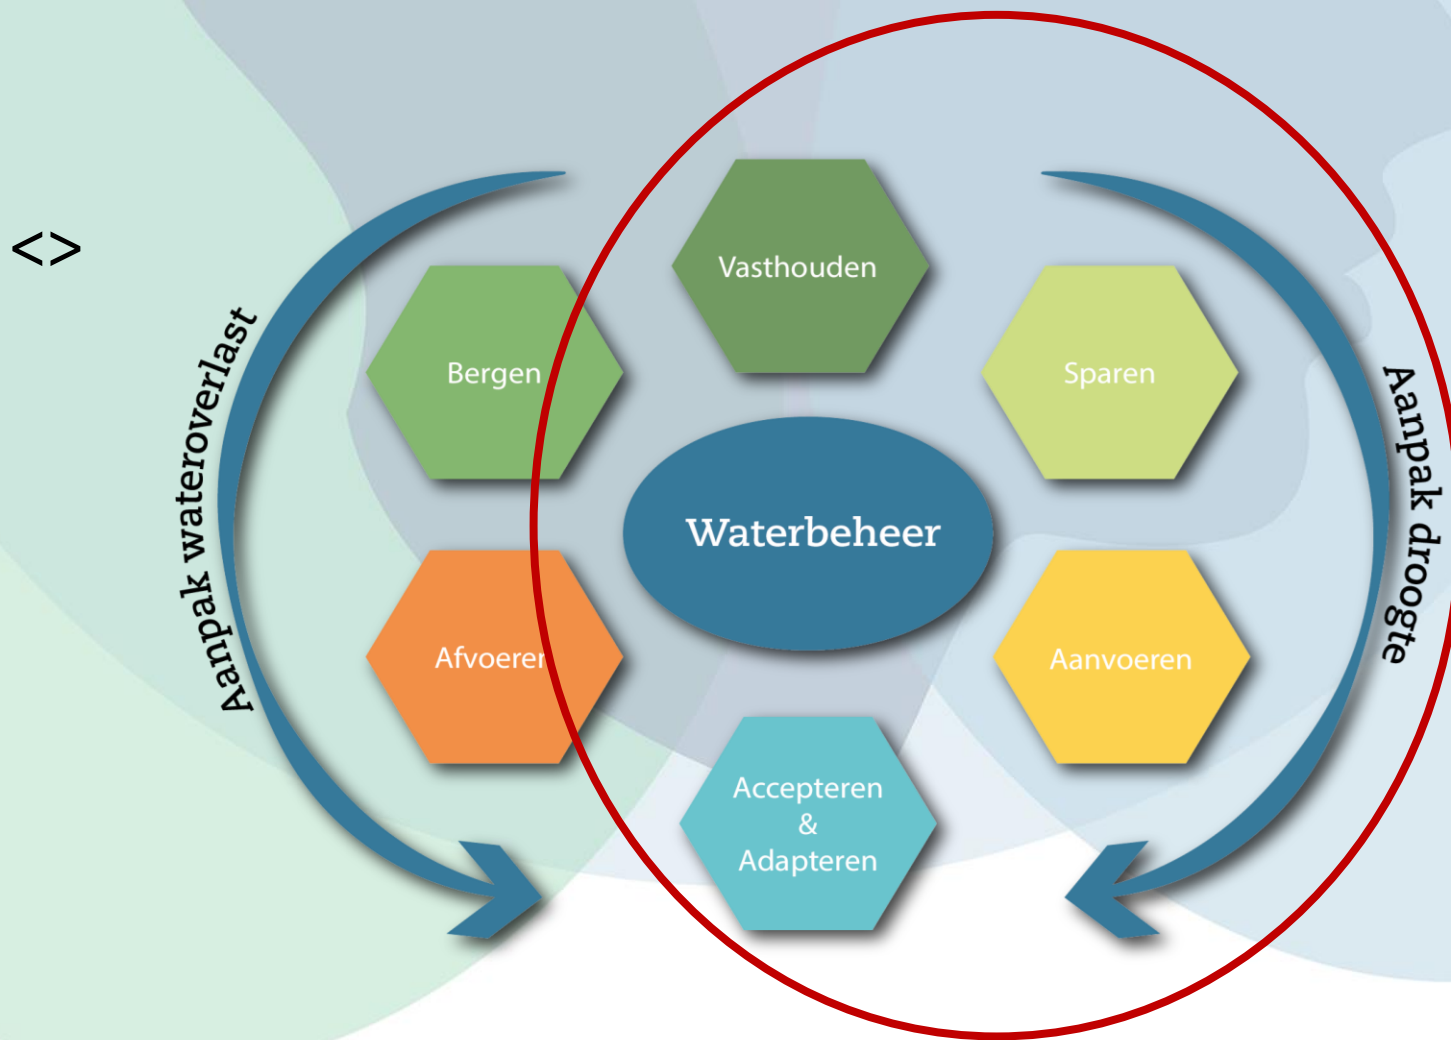 <>
Aanpak wateroverlast
Vasthouden
Bergen
Sparen
Waterbeheer
Aanpak droogte
Afvoeren
Aanvoeren
Accepteren
&
Adapteren